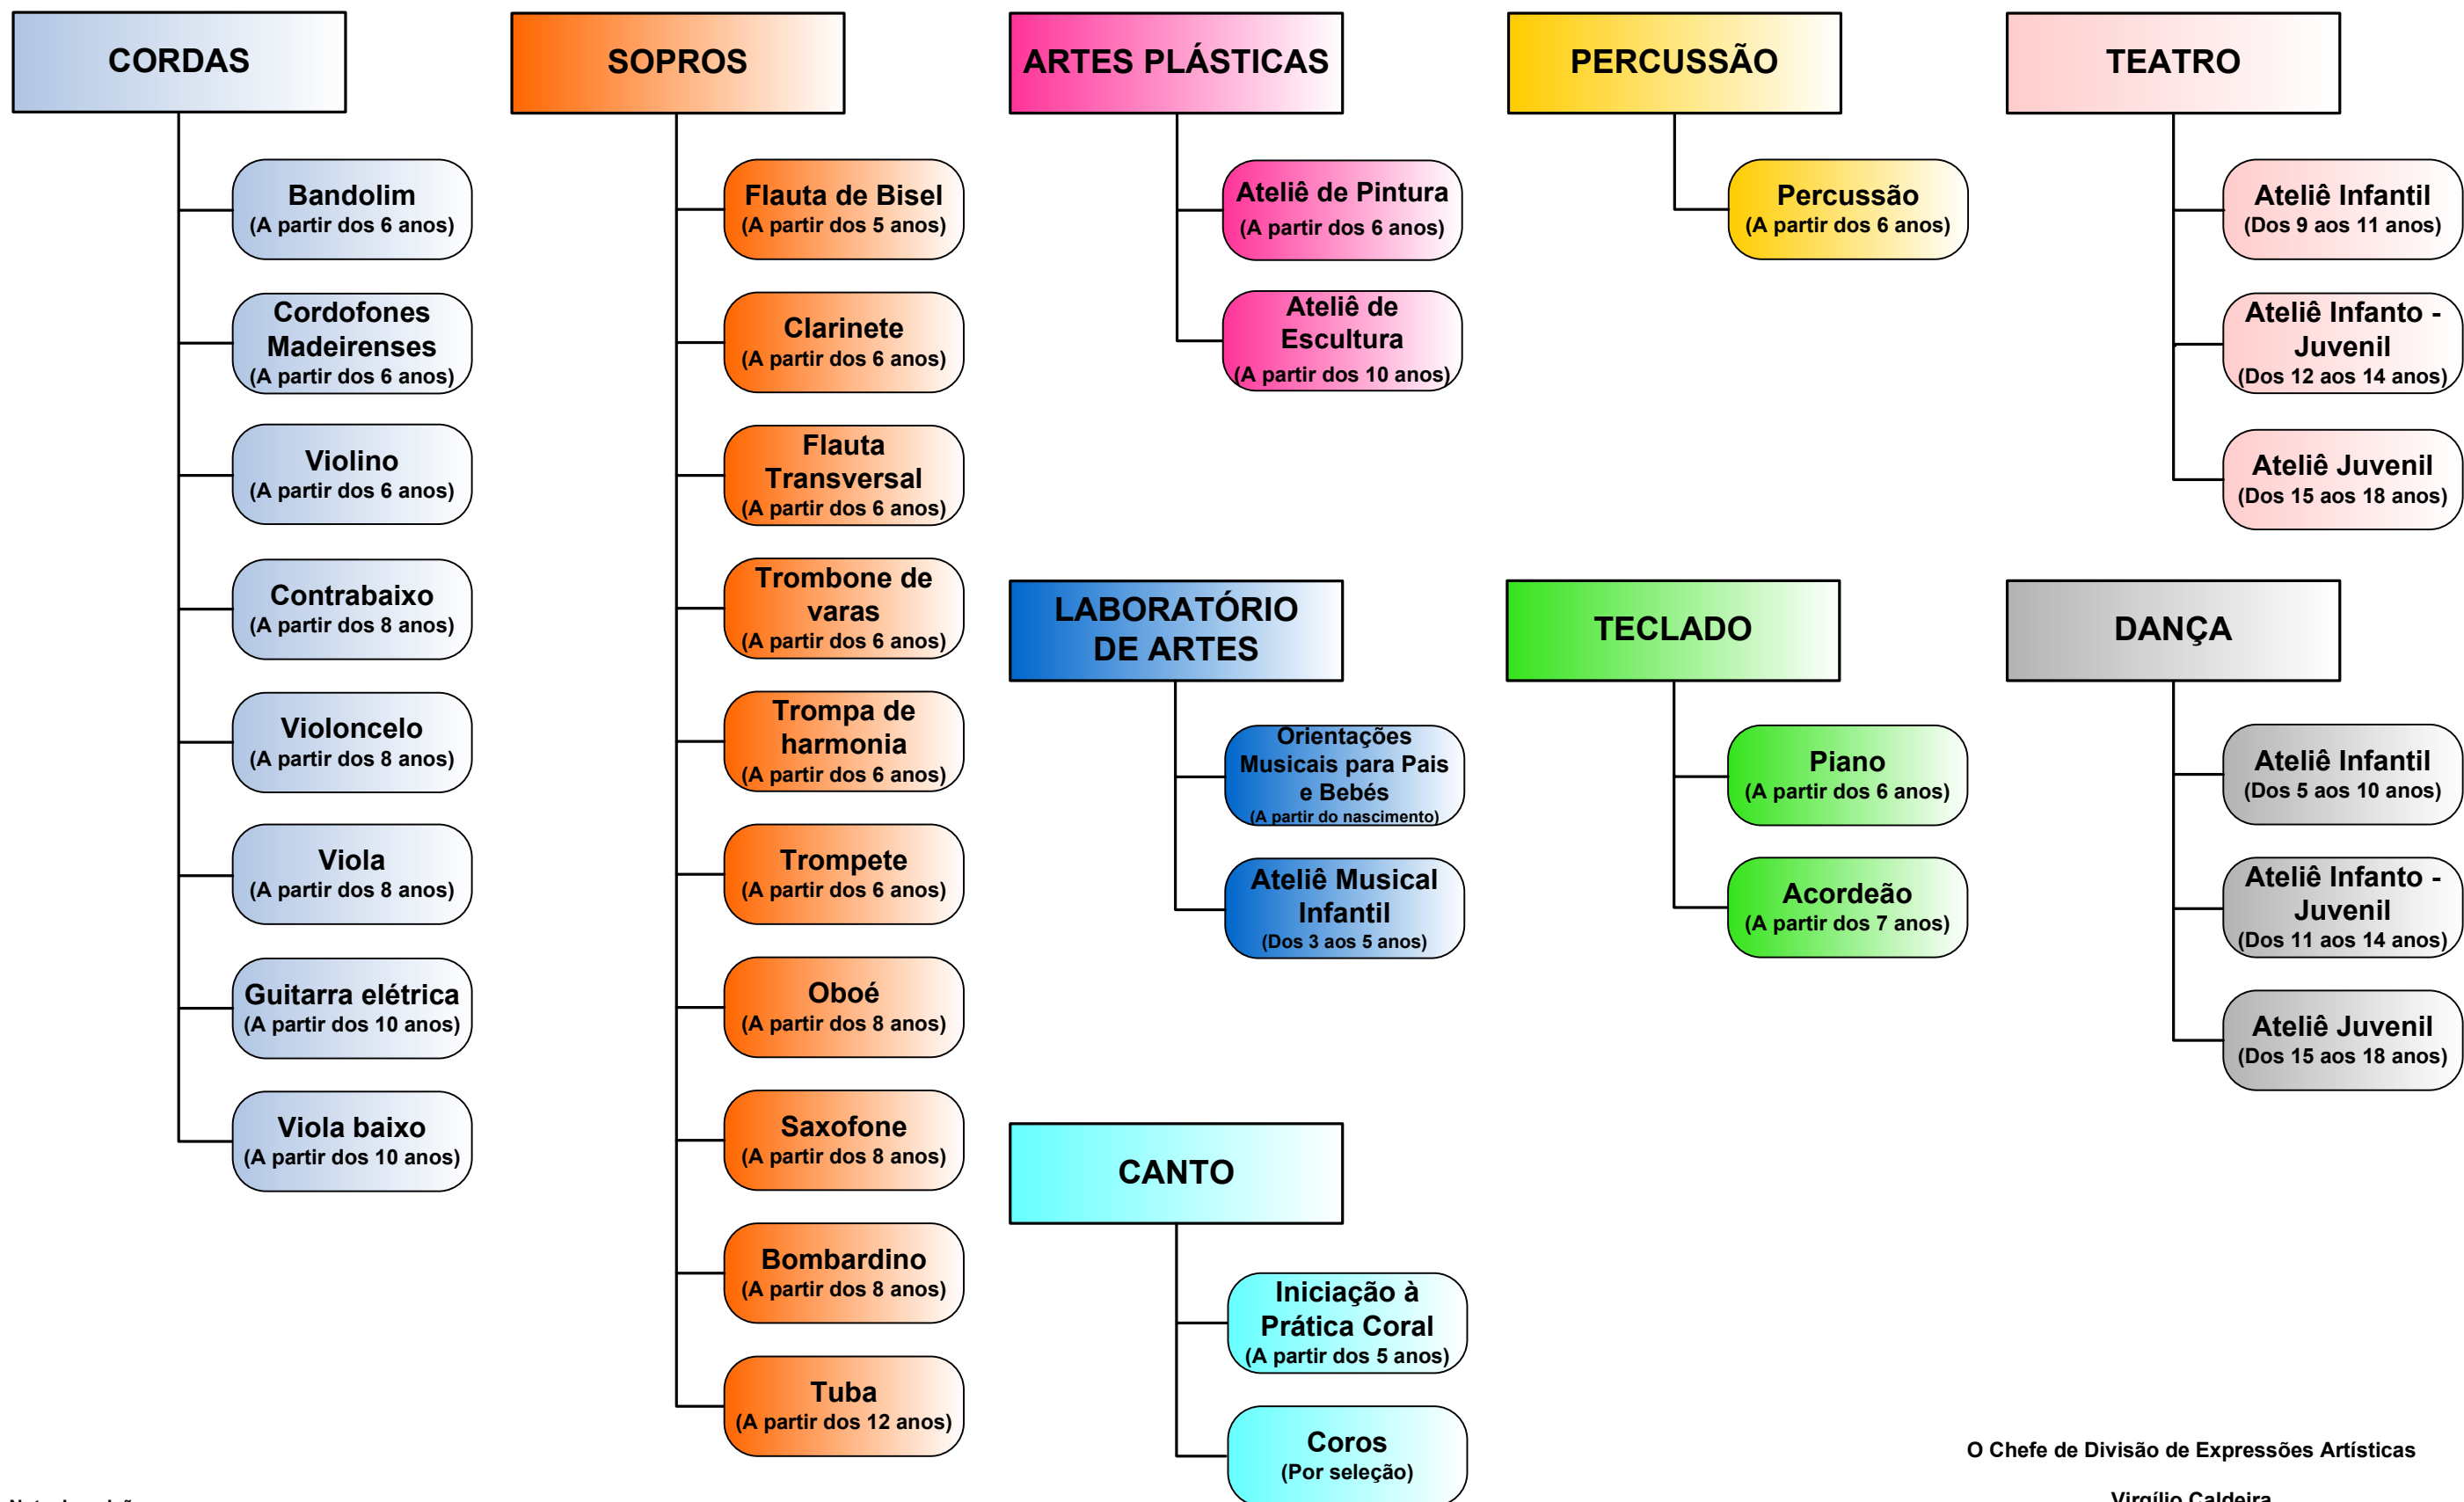 CORDAS
Bandolim
(A partir dos 6 anos)
Cordofones
Madeirenses
(A partir dos 6 anos)
Violino
(A partir dos 6 anos)
Contrabaixo
(A partir dos 8 anos)
Violoncelo
(A partir dos 8 anos)
Viola
(A partir dos 8 anos)
Guitarra elétrica
(A partir dos 10 anos)
Viola baixo
(A partir dos 10 anos)
SOPROS
Flauta de Bisel
(A partir dos 5 anos)
Clarinete
(A partir dos 6 anos)
Flauta
Transversal
(A partir dos 6 anos)
Trombone de
varas
(A partir dos 6 anos)
Trompa de
harmonia
(A partir dos 6 anos)
Trompete
(A partir dos 6 anos)
Oboé
(A partir dos 8 anos)
Saxofone
(A partir dos 8 anos)
Bombardino
(A partir dos 8 anos)
Tuba
(A partir dos 12 anos)
ARTES PLÁSTICAS
Ateliê de Pintura
(A partir dos 6 anos)
Ateliê de
Escultura
(A partir dos 10 anos)
LABORATÓRIO
DE ARTES
Orientações
Musicais para Pais
e Bebés
(A partir do nascimento)
Ateliê Musical
Infantil
(Dos 3 aos 5 anos)
CANTO
Iniciação à
Prática Coral
(A partir dos 5 anos)
Coros
(Por seleção)
PERCUSSÃO
Percussão
(A partir dos 6 anos)
TECLADO
Piano
(A partir dos 6 anos)
Acordeão
(A partir dos 7 anos)
TEATRO
Ateliê Infantil
(Dos 9 aos 11 anos)
Ateliê Infanto -
Juvenil
(Dos 12 aos 14 anos)
Ateliê Juvenil
(Dos 15 aos 18 anos)
DANÇA
Ateliê Infantil
(Dos 5 aos 10 anos)
Ateliê Infanto -
Juvenil
(Dos 11 aos 14 anos)
Ateliê Juvenil
(Dos 15 aos 18 anos)
O Chefe de Divisão de Expressões Artísticas
Virgílio Caldeira